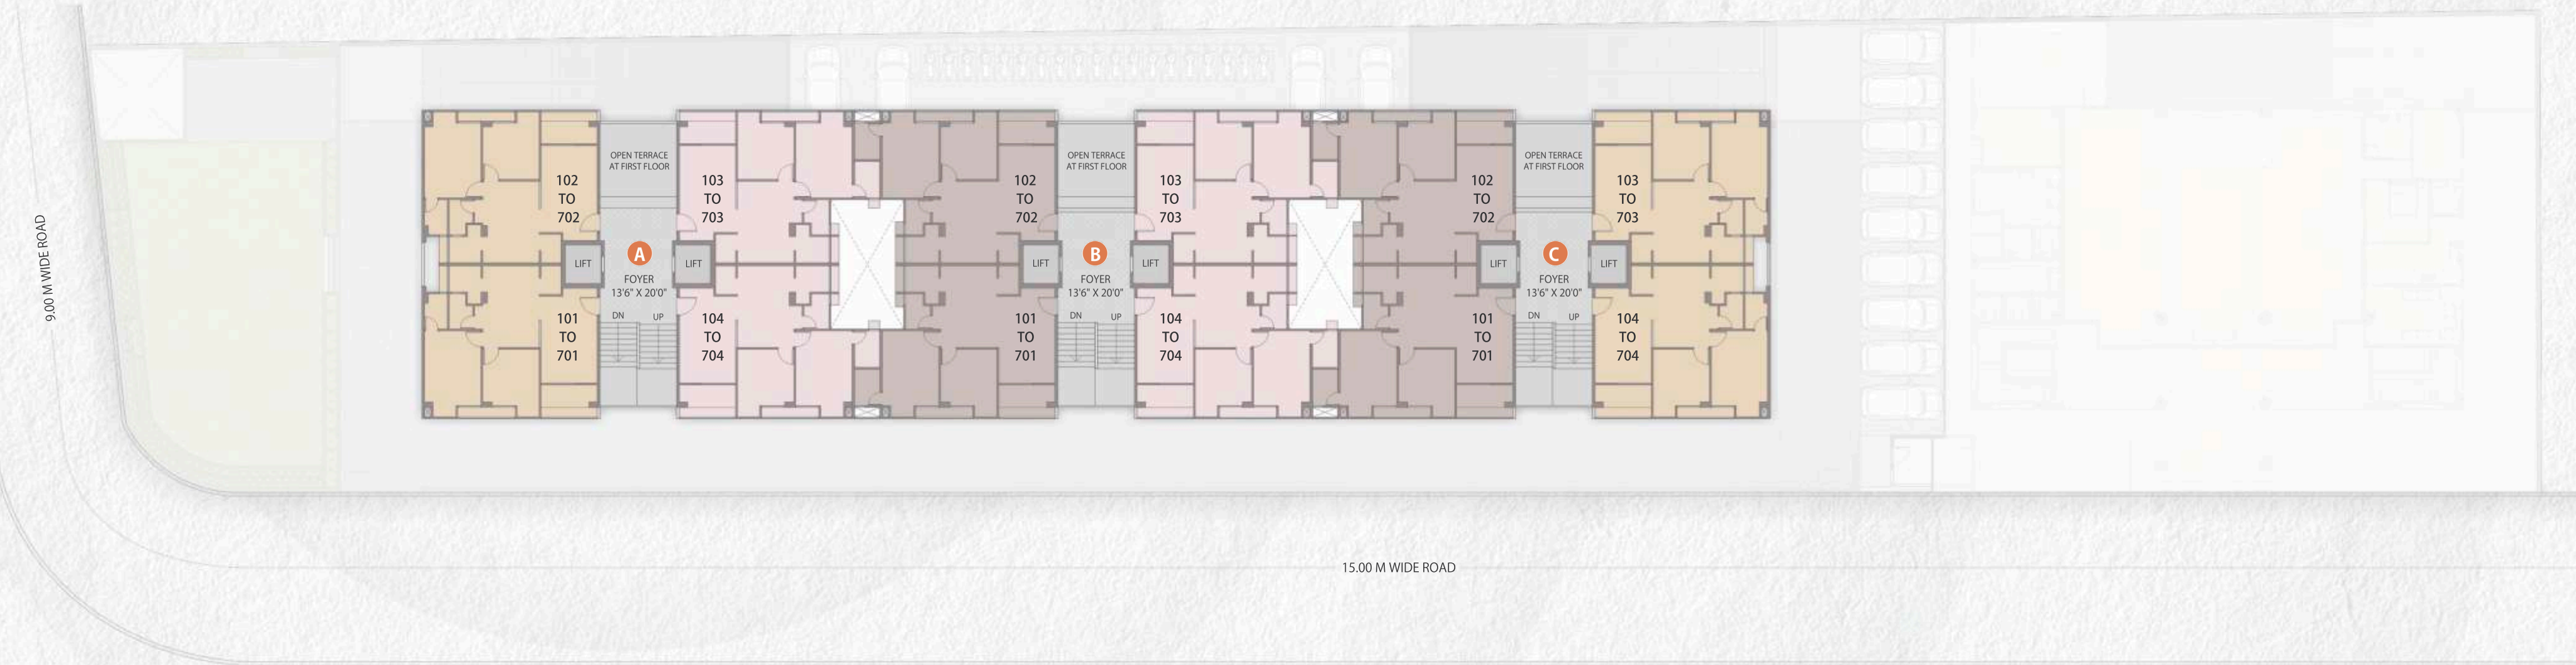 9.00 M WIDE ROAD
102
TO
702
OPEN TERRACE
AT FIRST FLOOR
103
TO
703
LIFT
A
LIFT
FOYER
13'6" X 20'0"
DN
UP
101
TO
701
104
TO
704
102
TO
702
OPEN TERRACE
AT FIRST FLOOR
103
TO
703
LIFT
B
LIFT
FOYER
13'6" X 20'0"
DN
UP
101
TO
701
104
TO
704
102
TO
702
OPEN TERRACE
AT FIRST FLOOR
103
TO
703
LIFT
C
LIFT
FOYER
13'6" X 20'0"
DN
UP
101
TO
701
104
TO
704
15.00 M WIDE ROAD